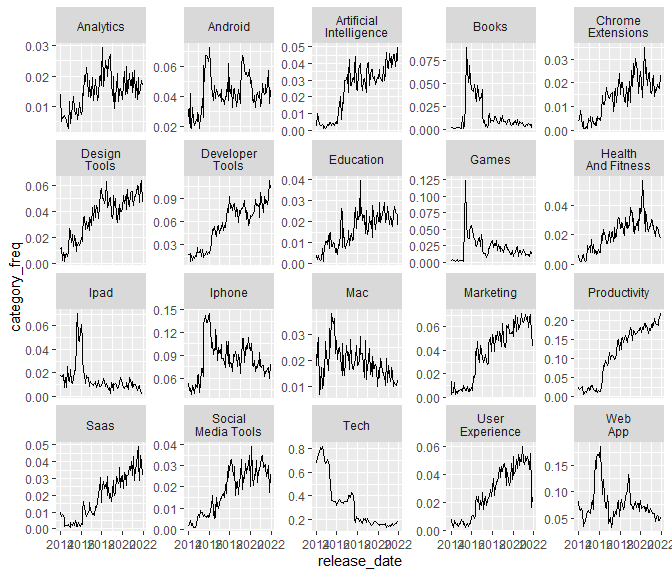 Analytics
Android
Artificial
Intelligence
Books
Chrome
Extensions
0.03
0.02
0.01
0.06
0.04
0.02
0.05
0.04
0.03
0.02
0.01
0.00
0.075
0.050
0.025
0.000
0.03
0.02
0.01
0.00
Design
Tools
Developer
Tools
Education
Games
Health
And Fitness
0.06
0.04
0.02
0.00
0.09
0.06
0.03
0.04
0.03
0.02
0.01
0.00
0.125
0.100
0.075
0.050
0.025
0.000
0.04
0.02
0.00
category_freq
Ipad
Iphone
Mac
Marketing
Productivity
0.06
0.04
0.02
0.00
0.15
0.12
0.09
0.06
0.03
0.02
0.01
0.06
0.04
0.02
0.00
0.20
0.15
0.10
0.05
0.00
Saas
Social
Media Tools
Tech
User
Experience
Web
App
0.05
0.04
0.03
0.02
0.01
0.00
0.04
0.03
0.02
0.01
0.00
0.8
0.6
0.4
0.2
0.06
0.04
0.02
0.00
0.15
0.10
0.05
2014 2016 2018 2020 2022
2014 2016 2018 2020 2022
2014 2016 2018 2020 2022
2014 2016 2018 2020 2022
2014 2016 2018 2020 2022
release_date